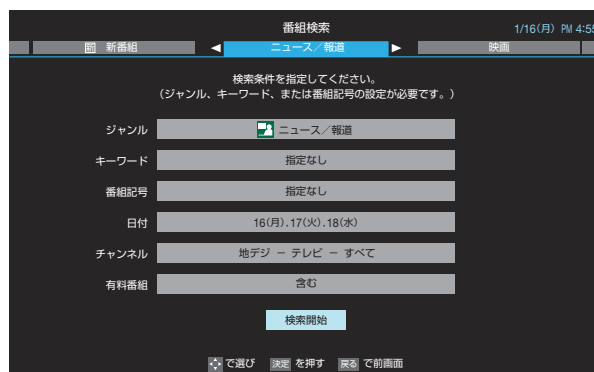 番組検索
1/16(月) PM 4:55
新番組 ◀ ニュース／報道 ▶ 映画
検索条件を指定してください。
(ジャンル、キーワード、または番組記号の設定が必要です。)
ジャンル ニュース／報道
キーワード 指定なし
番組記号 指定なし
日付 16(月).17(火).18(水)
チャンネル 地デジ － テレビ － すべて
有料番組 含む
検索開始
で選び 決定 を押す 戻る で前画面